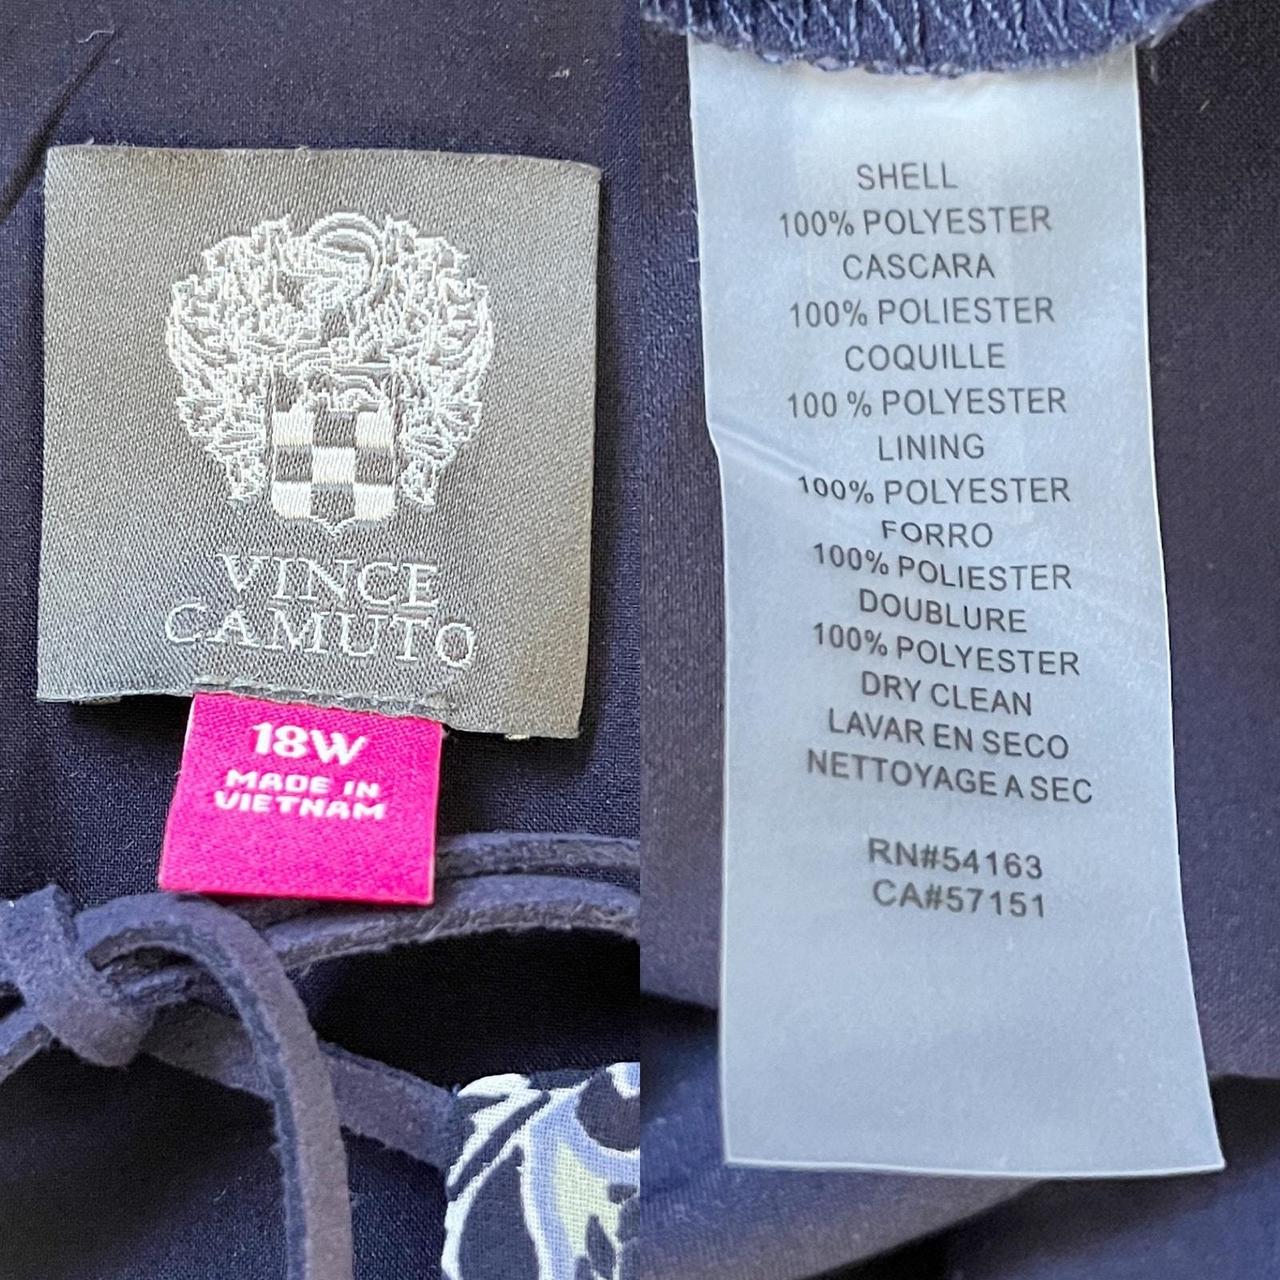 VINCE
CAMUTO
18W
MADE IN
VIETNAM
SHELL
100% POLYESTER
CASCARA
100% POLIESTER
COQUILLE
100 % POLYESTER
LINING
100% POLYESTER
FORRO
100% POLIESTER
DOUBLURE
100% POLYESTER
DRY CLEAN
LAVAR EN SECO
NETTOYAGE A SEC
RN#54163
CA#57151